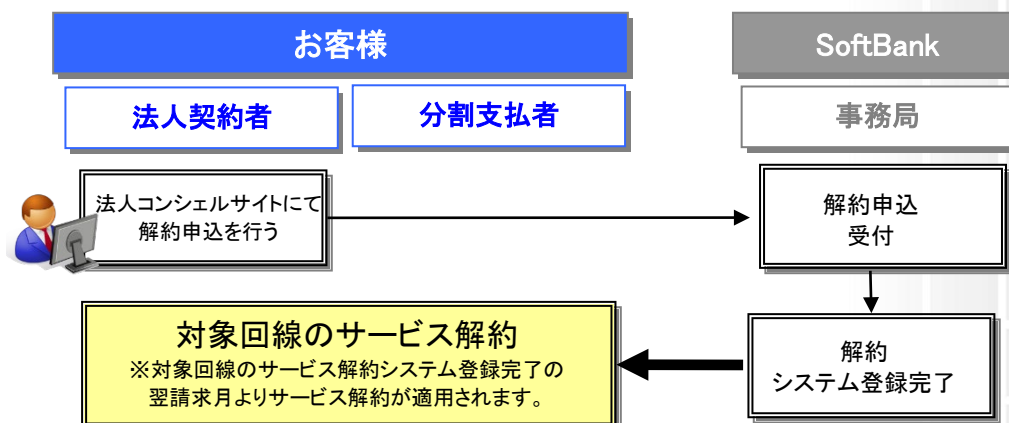 お客様
SoftBank
法人契約者
分割支払者
事務局
法人コンシェルサイトにて
解約申込を行う
解約申込
受付
対象回線のサービス解約
※対象回線のサービス解約システム登録完了の
翌請求月よりサービス解約が適用されます。
解約
システム登録完了